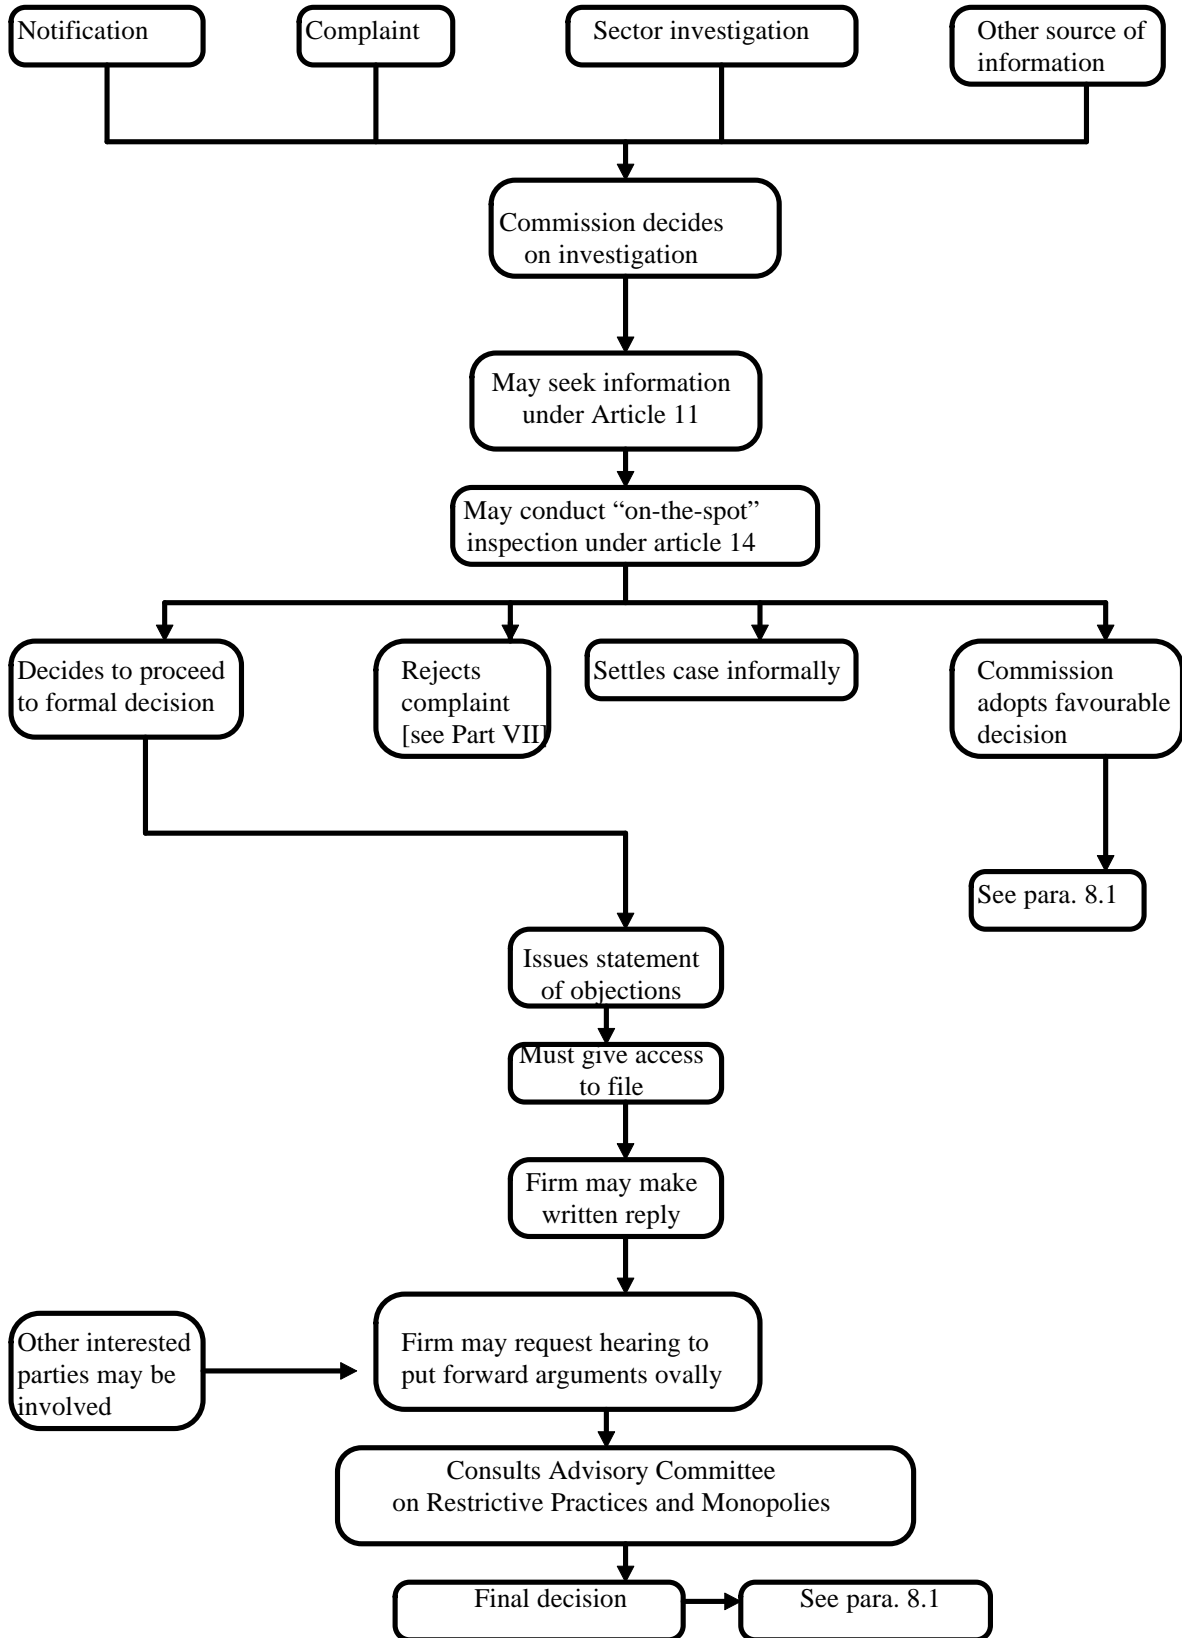 Notification
Complaint
Sector investigation
Other source of
information
Commission decides
on investigation
May seek information
under Article 11
May conduct “on-the-spot”
inspection under article 14
Decides to proceed
to formal decision
Rejects
complaint
[see Part VIII]
Settles case informally
Commission
adopts favourable
decision
See para. 8.1
Issues statement
of objections
Must give access
to file
Firm may make
written reply
Other interested
parties may be
involved
Firm may request hearing to
put forward arguments ovally
Consults Advisory Committee
on Restrictive Practices and Monopolies
Final decision
See para. 8.1